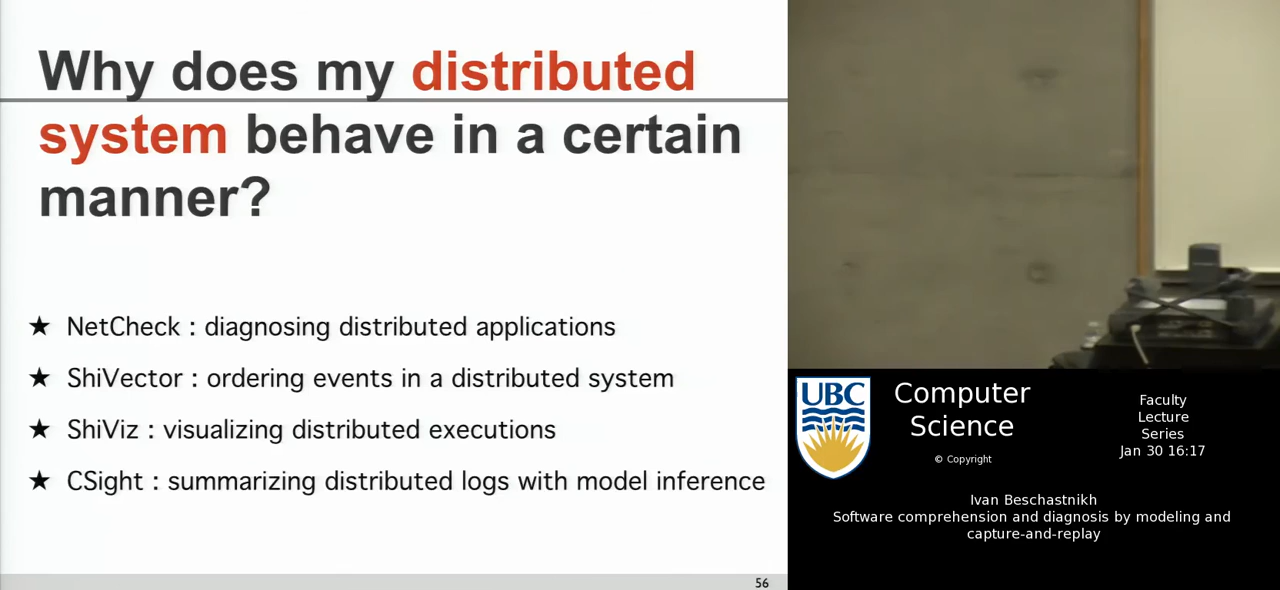 Why does my distributed
system behave in a certain
manner?
★ NetCheck : diagnosing distributed applications
★ ShiVector : ordering events in a distributed system
★ ShiViz : visualizing distributed executions
★ CSight : summarizing distributed logs with model inference
56
UBC
Computer
Science
© Copyright
Faculty
Lecture
Series
Jan 30 16:17
Ivan Beschastnikh
Software comprehension and diagnosis by modeling and
capture-and-replay